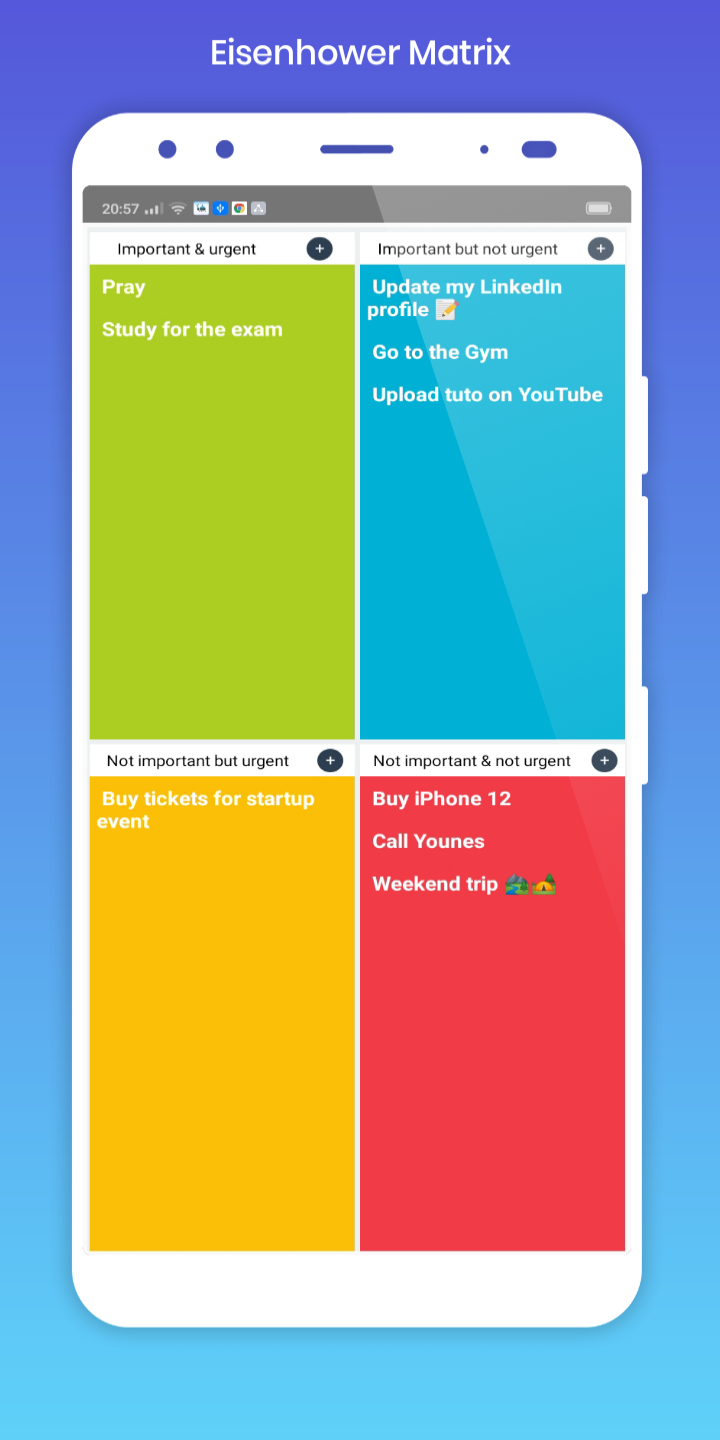 Eisenhower Matrix
20:57
Important & urgent
Pray
Study for the exam
Important but not urgent
Update my LinkedIn
profile 📝
Go to the Gym
Upload tuto on YouTube
Not important but urgent
Buy tickets for startup
event
Not important & not urgent
Buy iPhone 12
Call Younes
Weekend trip 🏞️🏕️